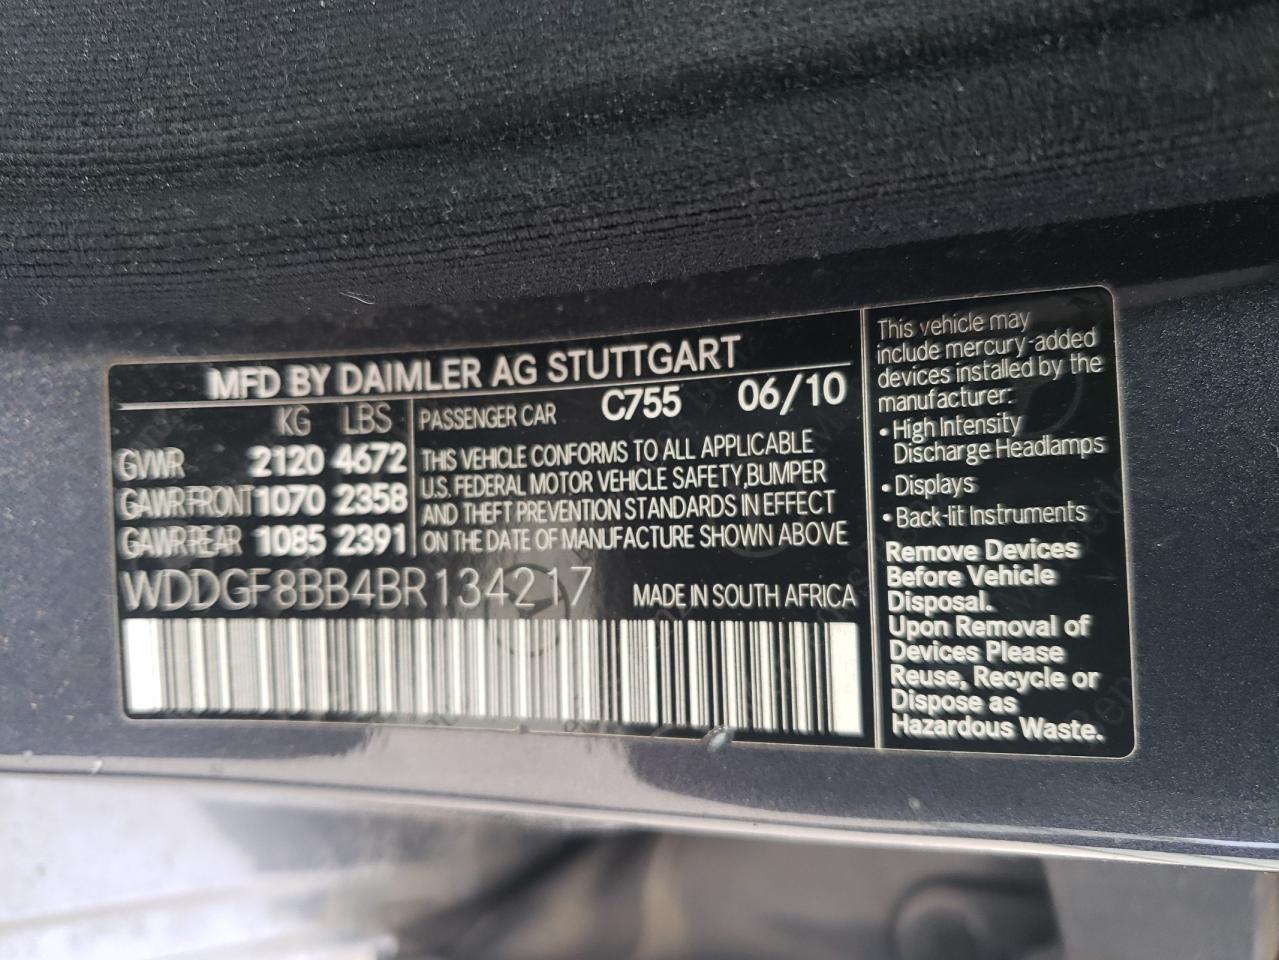 MFD BY DAIMLER AG STUTTGART
KG LBS
GVWR 2120 4672
GAWR FRONT 1070 2358
GAWR REAR 1085 2391
PASSENGER CAR C755 06/10
THIS VEHICLE CONFORMS TO ALL APPLICABLE
U.S. FEDERAL MOTOR VEHICLE SAFETY,BUMPER
AND THEFT PREVENTION STANDARDS IN EFFECT
ON THE DATE OF MANUFACTURE SHOWN ABOVE
WDDGF8BB4BR134217 MADE IN SOUTH AFRICA
This vehicle may
include mercury-added
devices installed by the
manufacturer:
• High Intensity
Discharge Headlamps
• Displays
• Back-lit Instruments
Remove Devices
Before Vehicle
Disposal.
Upon Removal of
Devices Please
Reuse, Recycle or
Dispose as
Hazardous Waste.